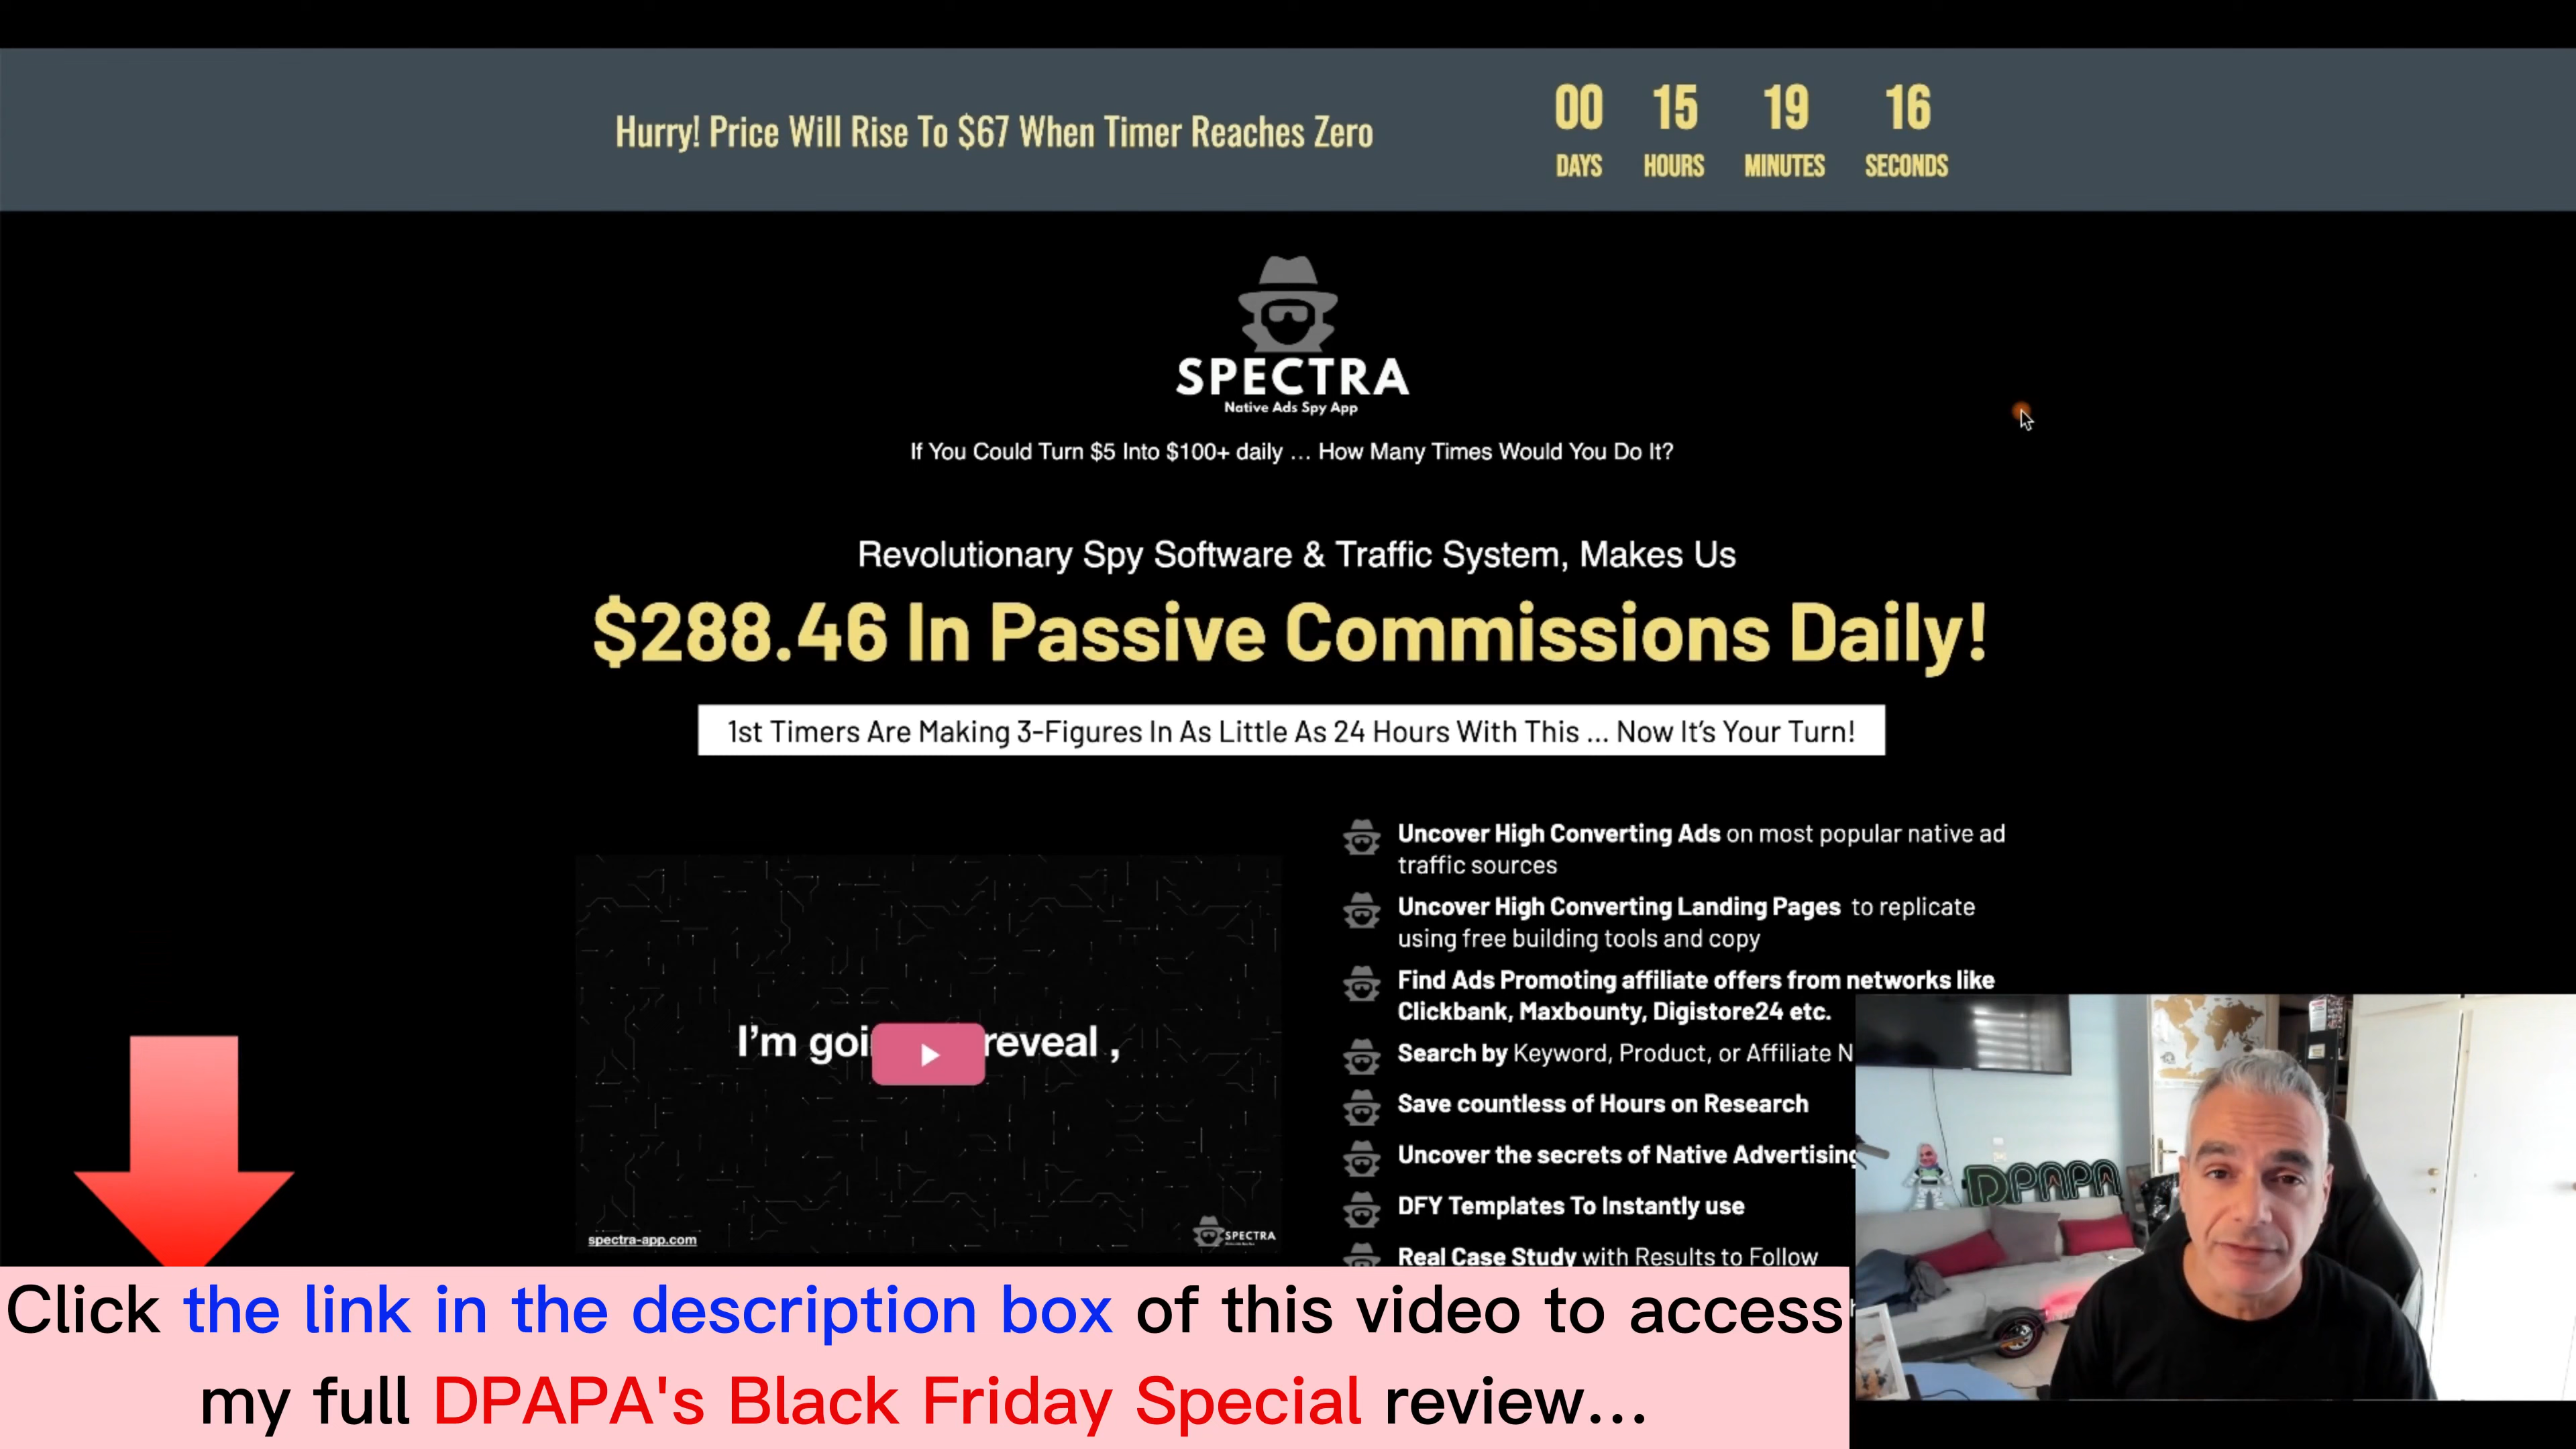 Hurry! Price Will Rise To $67 When Timer Reaches Zero
00 15 19 16
DAYS HOURS MINUTES SECONDS
SPECTRA
Native Ads Spy App
If You Could Turn $5 Into $100+ daily ... How Many Times Would You Do It?
Revolutionary Spy Software & Traffic System, Makes Us
$288.46 In Passive Commissions Daily!
1st Timers Are Making 3-Figures In As Little As 24 Hours With This ... Now It's Your Turn!
I'm goi reveal ,
spectra-app.com
SPECTRA
Uncover High Converting Ads on most popular native ad
traffic sources
Uncover High Converting Landing Pages to replicate
using free building tools and copy
Find Ads Promoting affiliate offers from networks like
Clickbank, Maxbounty, Digistore24 etc.
Search by Keyword, Product, or Affiliate N
Save countless of Hours on Research
Uncover the secrets of Native Advertising
DFY Templates To Instantly use
Real Case Study with Results to Follow
DPAPA
Click the link in the description box of this video to access
my full DPAPA's Black Friday Special review...